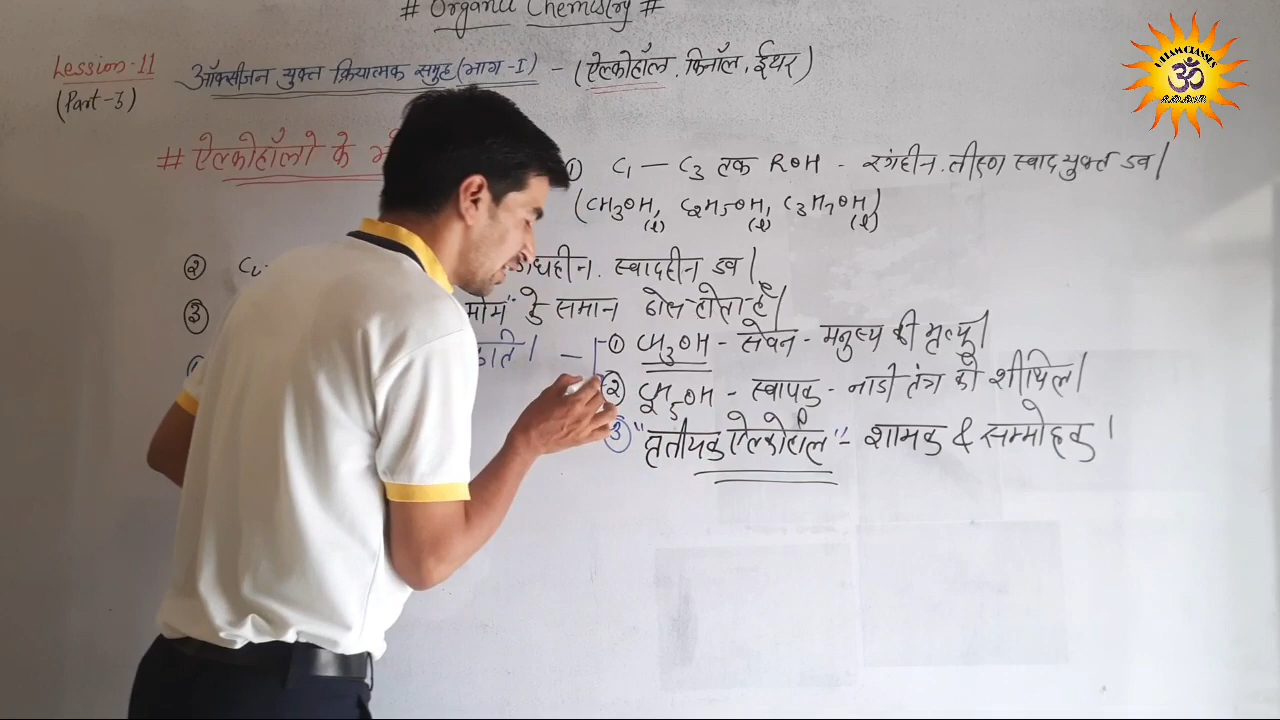 # Organic Chemistry #
Lession-11
(Part-3)
ऑक्सीजन युक्त क्रियात्मक समुह (भाग-I) - (ऐल्कोहॉल, फिनॉल, ईथर)
# ऐल्कोहॉलो के
① C₁ — C₃ तक ROH - रंगहीन, तीक्ष्ण स्वाद युक्त द्रव।
(CH₃OH(l), C₂H₅OH(l), C₃H₇OH(l))
② गंधहीन. स्वादहीन द्रव।
③ मोम" के समान ठोस होता है।
① CH₃OH - सेवन - मनुष्य की मृत्यु।
② C₂H₅OH - स्वापक - नाडी तंत्र को शीथिल।
③ "तृतीयक ऐल्कोहॉल" - शामक & सम्मोहक।
ULLAM CLASSES
ॐ